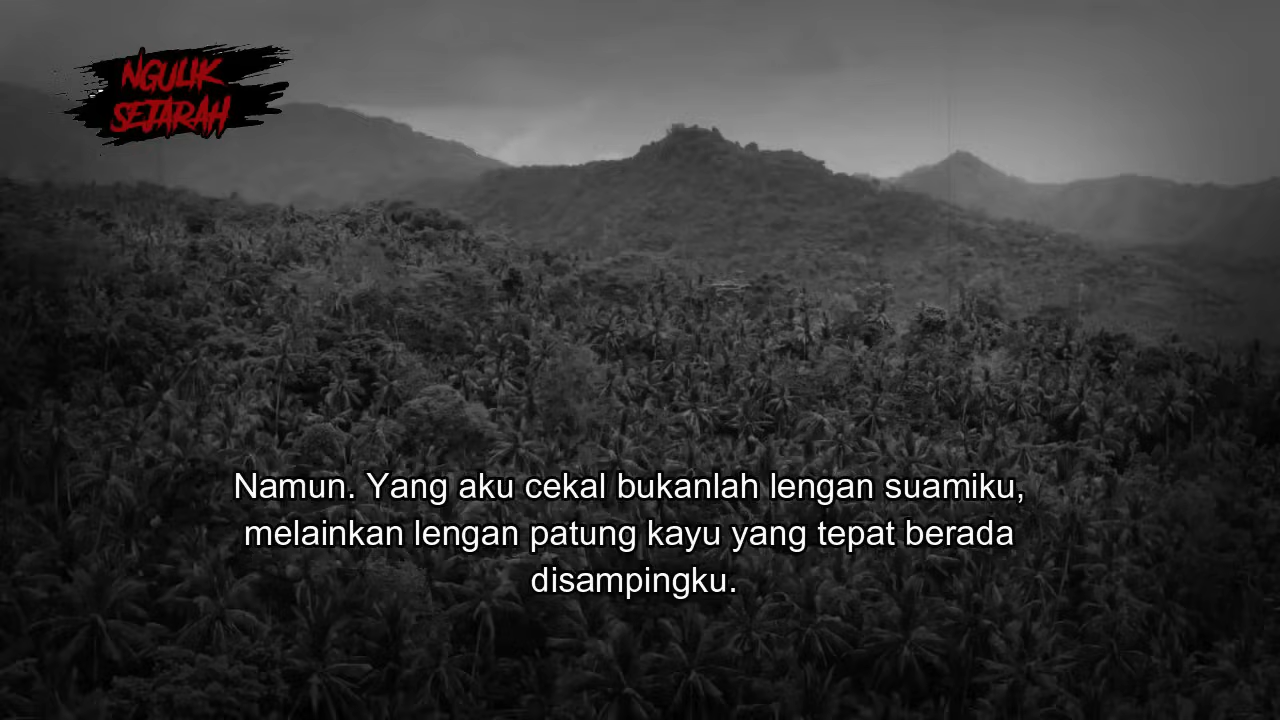 NGULIK
SEJARAH
Namun. Yang aku cekal bukanlah lengan suamiku,
melainkan lengan patung kayu yang tepat berada
disampingku.